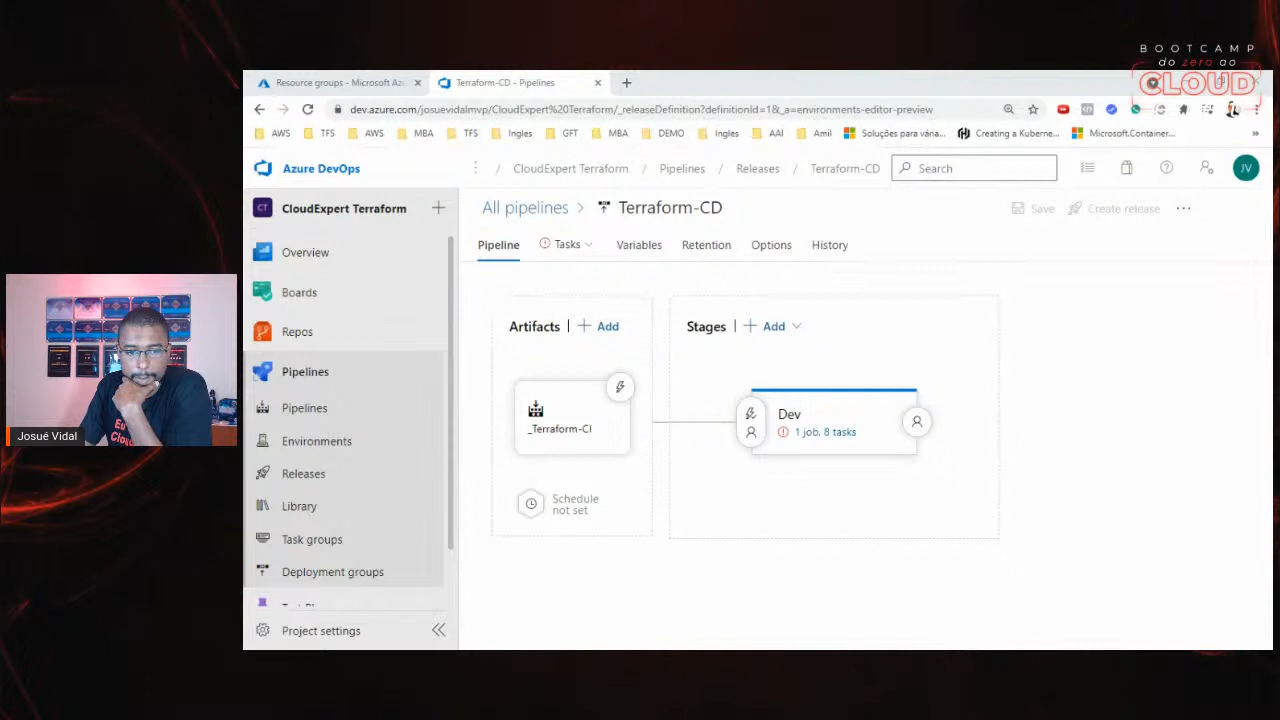 BOOTCAMP
do zero ao
CLOUD
Resource groups - Microsoft Az
Terraform-CD - Pipelines
dev.azure.com/josuevidalmvp/CloudExpert%20Terraform/_releaseDefinition?definitionId=1&_a=environments-editor-preview
AWS TFS AWS MBA TFS Ingles GFT MBA DEMO Ingles AAI Amil Soluções para vária... Creating a Kuberne... Microsoft.Container...
Azure DevOps / CloudExpert Terraform / Pipelines / Releases / Terraform-CD Search JV
CT CloudExpert Terraform
Overview
Boards
Repos
Pipelines
Pipelines
Environments
Releases
Library
Task groups
Deployment groups
Project settings
All pipelines > Terraform-CD
Save Create release
Pipeline Tasks Variables Retention Options History
Artifacts | + Add
_Terraform-CI
Schedule
not set
Stages | + Add
Dev
1 job, 8 tasks
Josué Vidal